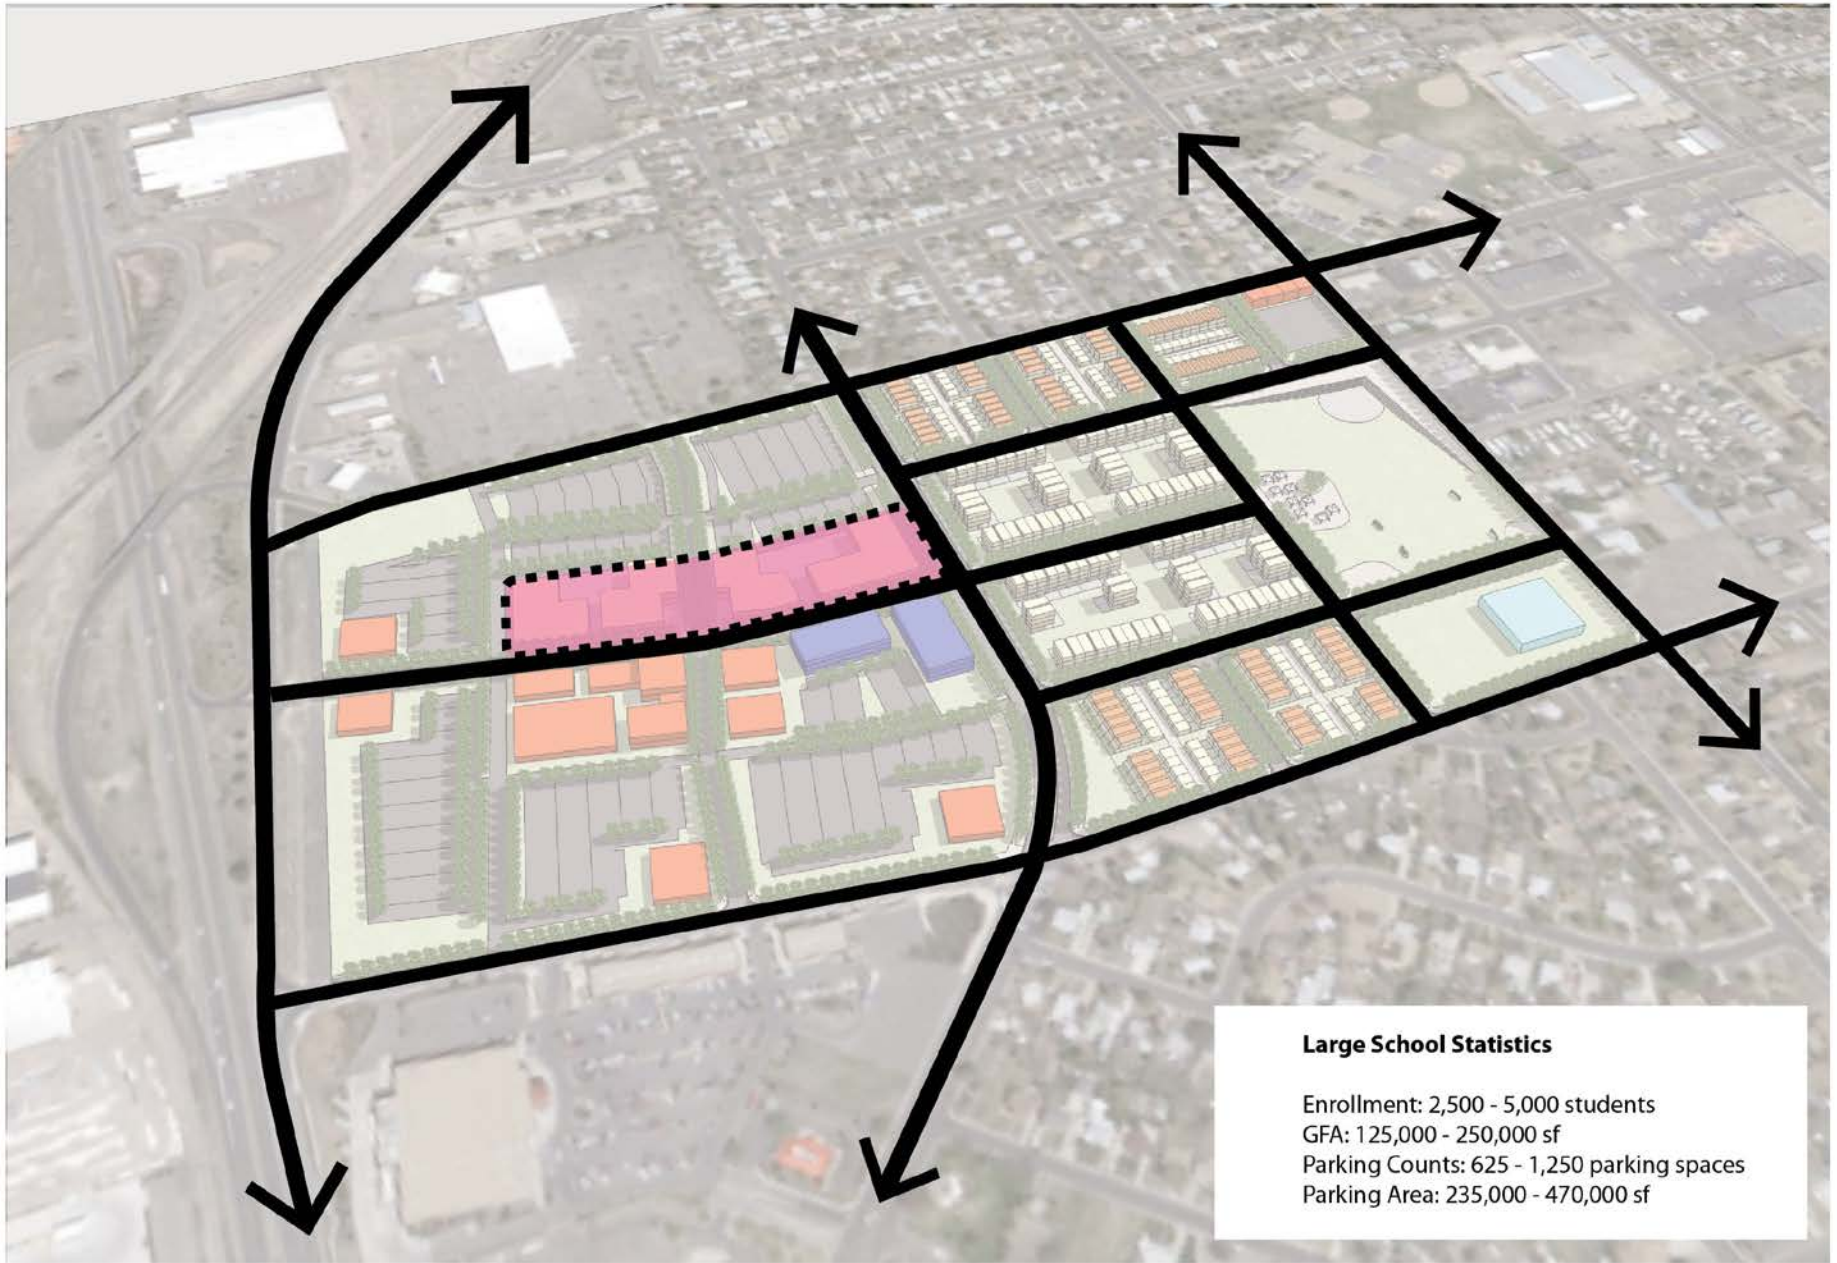 Large School Statistics
Enrollment: 2,500 - 5,000 students
GFA: 125,000 - 250,000 sf
Parking Counts: 625 - 1,250 parking spaces
Parking Area: 235,000 - 470,000 sf